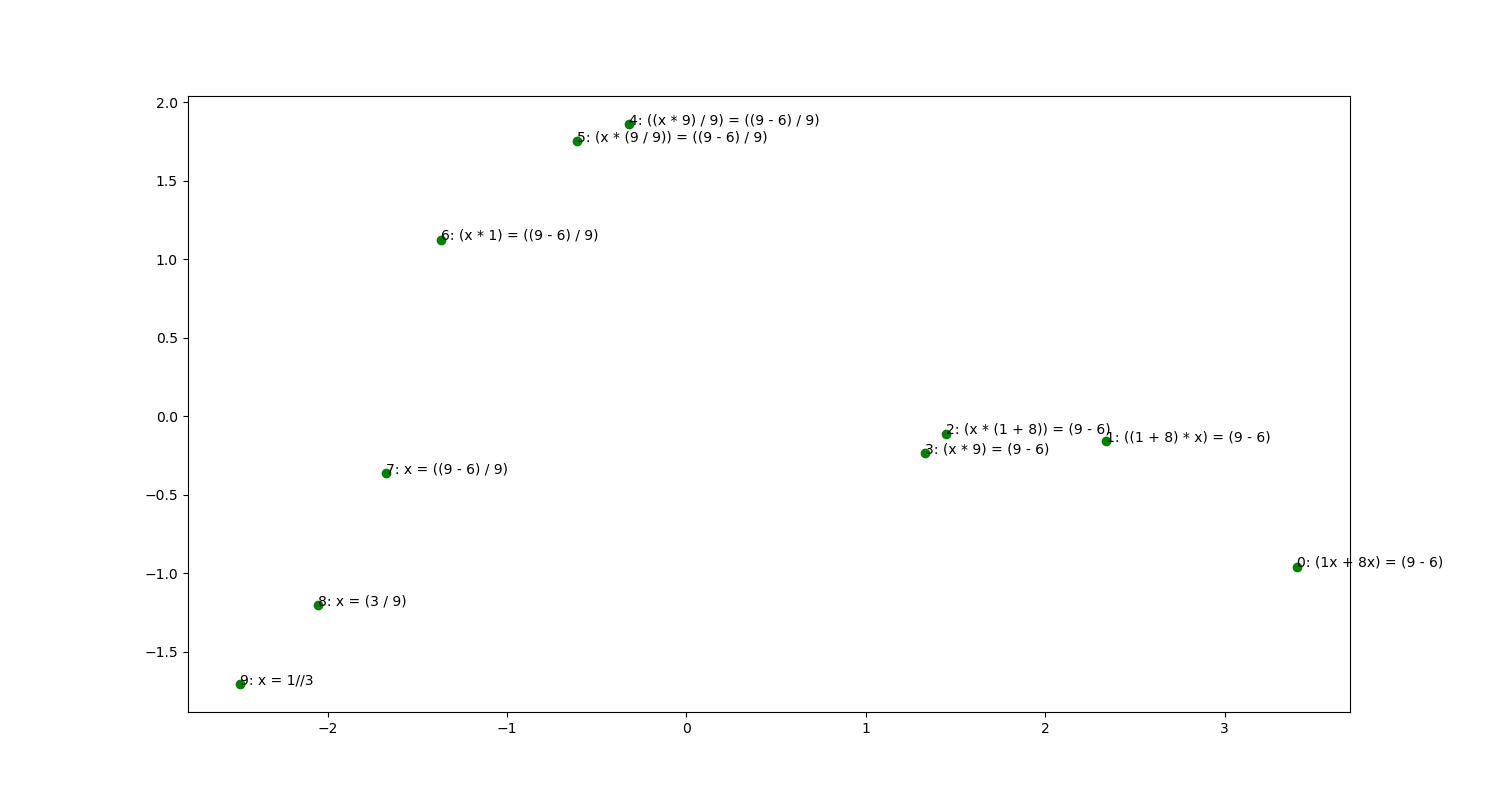 2.0
4: ((x * 9) / 9) = ((9 - 6) / 9)
5: (x * (9 / 9)) = ((9 - 6) / 9)
1.5
6: (x * 1) = ((9 - 6) / 9)
1.0
0.5
0.0
2: (x * (1 + 8)) = (9 - 6)
1: ((1 + 8) * x) = (9 - 6)
3: (x * 9) = (9 - 6)
7: x = ((9 - 6) / 9)
−0.5
0: (1x + 8x) = (9 - 6)
−1.0
8: x = (3 / 9)
−1.5
9: x = 1//3
−2 −1 0 1 2 3